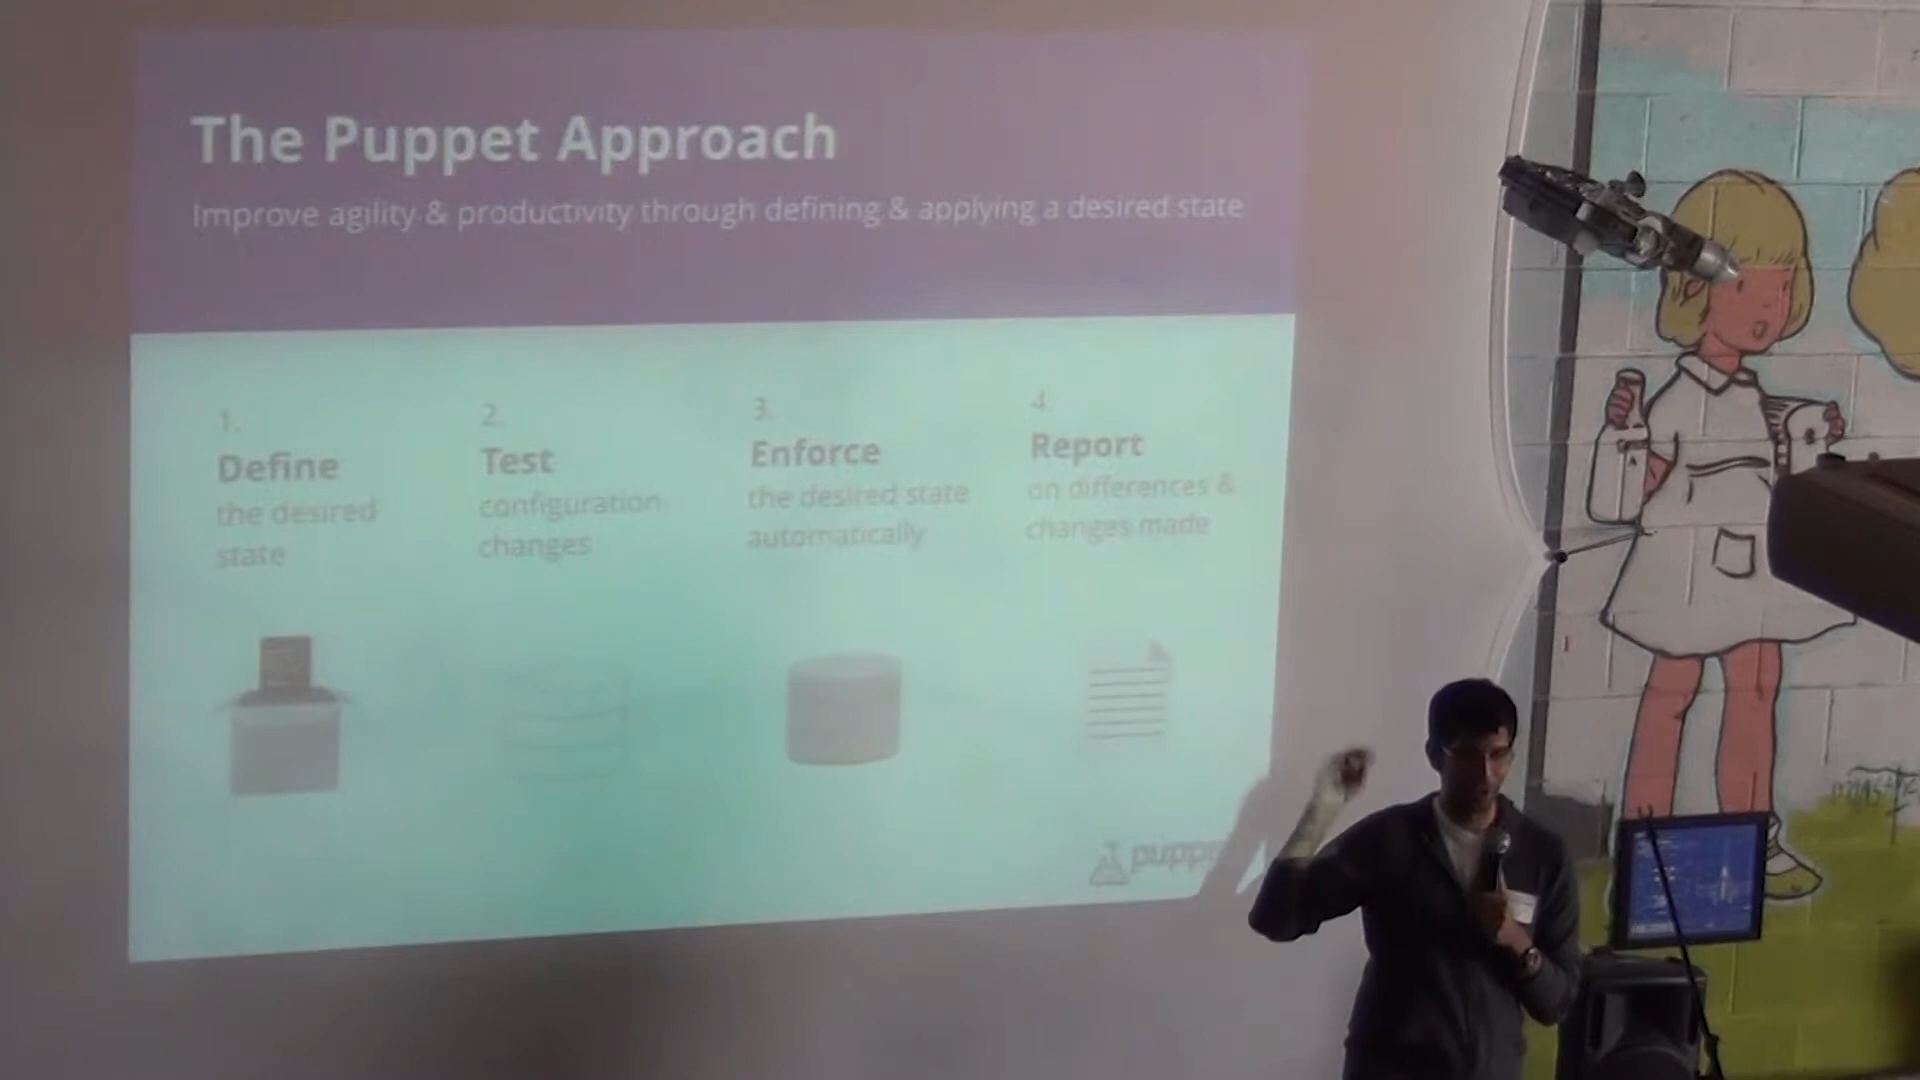 The Puppet Approach
Improve agility & productivity through defining & applying a desired state
1.
Define
the desired
state
2.
Test
configuration
changes
3.
Enforce
the desired state
automatically
4.
Report
on differences &
changes made